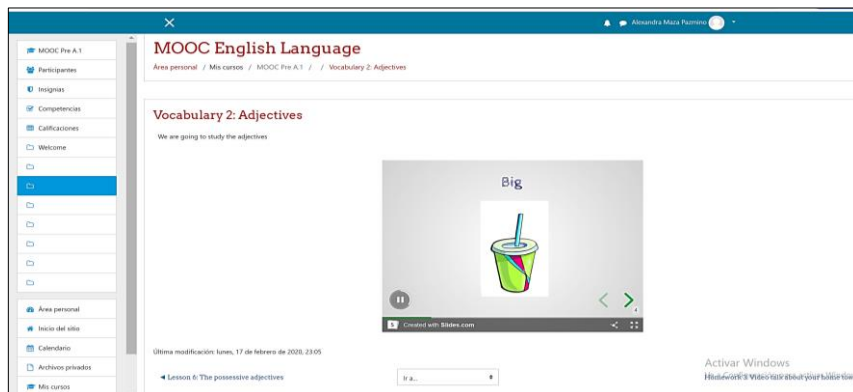 Alexandra Maza Pazmino
MOOC Pre A.1
Participantes
Insignias
Competencias
Calificaciones
Welcome
Área personal
Inicio del sitio
Calendario
Archivos privados
Mis cursos
MOOC English Language
Área personal / Mis cursos / MOOC Pre A.1 / / Vocabulary 2: Adjectives
Vocabulary 2: Adjectives
We are going to study the adjectives
Big
4
S Created with Slides.com
Última modificación: lunes, 17 de febrero de 2020, 23:05
◄ Lesson 6: The possessive adjectives
Ir a...
Activar Windows